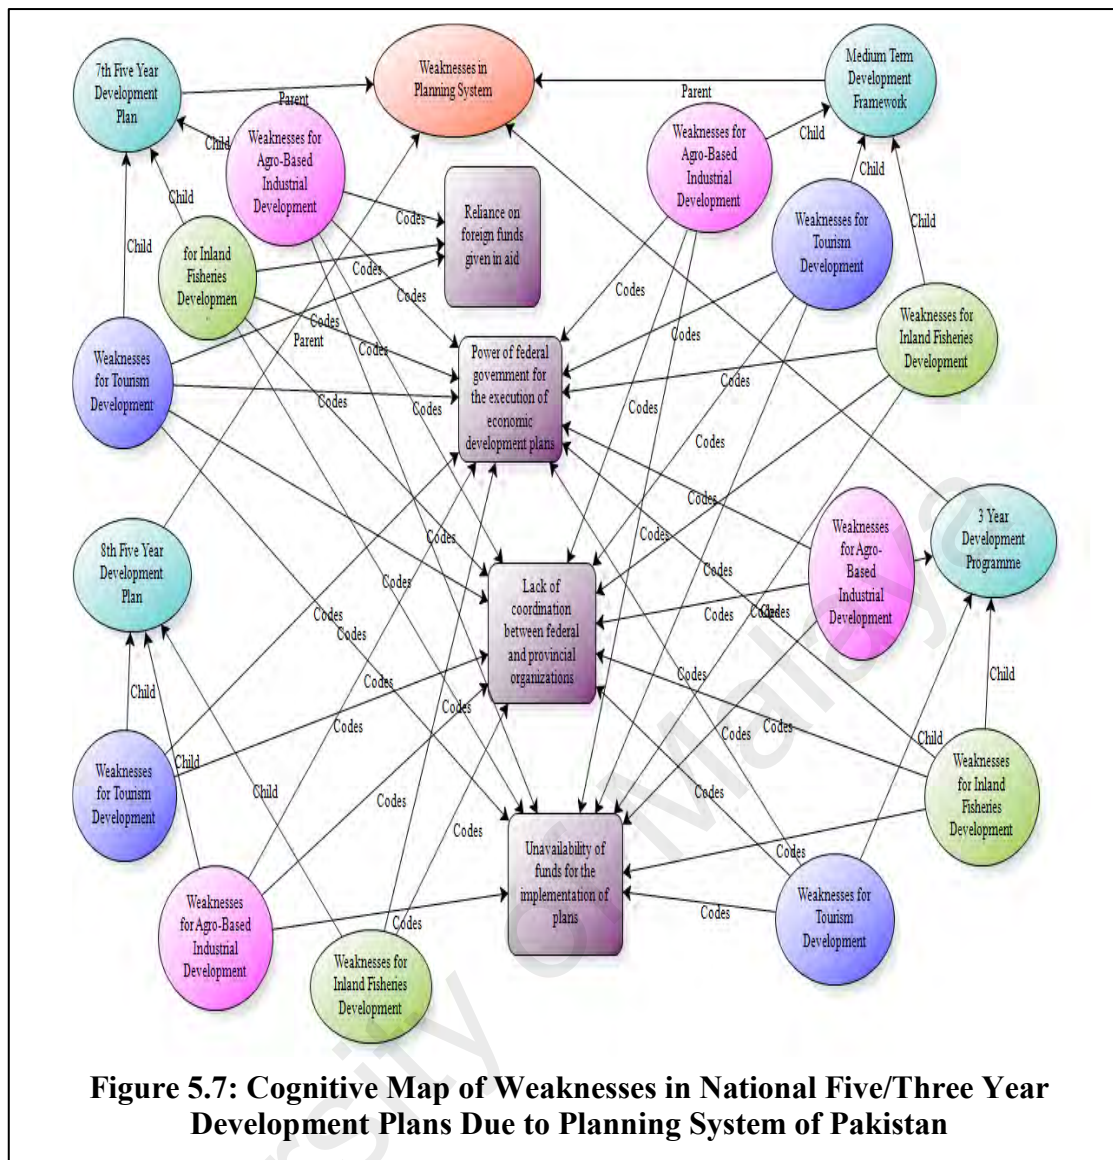 7th Five Year
Development
Plan
Weaknesses in
Planning System
Medium Term
Development
Framework
Parent
Parent
Child
Child
Weaknesses for
Agro-Based
Industrial
Development
Weaknesses for
Agro-Based
Industrial
Development
Child
Child
Reliance on
foreign funds
given in aid
Codes
Weaknesses for
Tourism
Development
Child
for Inland
Fisheries
Developmen
Codes
Codes
Codes
Codes
Weaknesses for
Inland Fisheries
Development
Codes
Codes
Parent
Codes
Weaknesses
for Tourism
Development
Power of federal
government for
the execution of
economic
development plans
Codes
Codes
Codes
Codes
Codes
Codes
Codes
Weaknesses
for Agro-
Based
Industrial
Development
3 Year
Development
Programme
8th Five Year
Development
Plan
Codes
Codes
Lack of
coordination
between federal
and provincial
organizations
Codes
Codes
Codes
Codes
Codes
Codes
Codes
Child
Codes
Codes
Codes
Codes
Codes
Child
Child
Weaknesses
for Tourism
Development
Weaknesses
for Inland
Fisheries
Development
Child
Codes
Codes
Codes
Unavailability of
funds for the
implementation of
plans
Codes
Weaknesses
for Agro-Based
Industrial
Development
Codes
Codes
Weaknesses for
Tourism
Development
Weaknesses for
Inland Fisheries
Development
Figure 5.7: Cognitive Map of Weaknesses in National Five/Three Year
Development Plans Due to Planning System of Pakistan